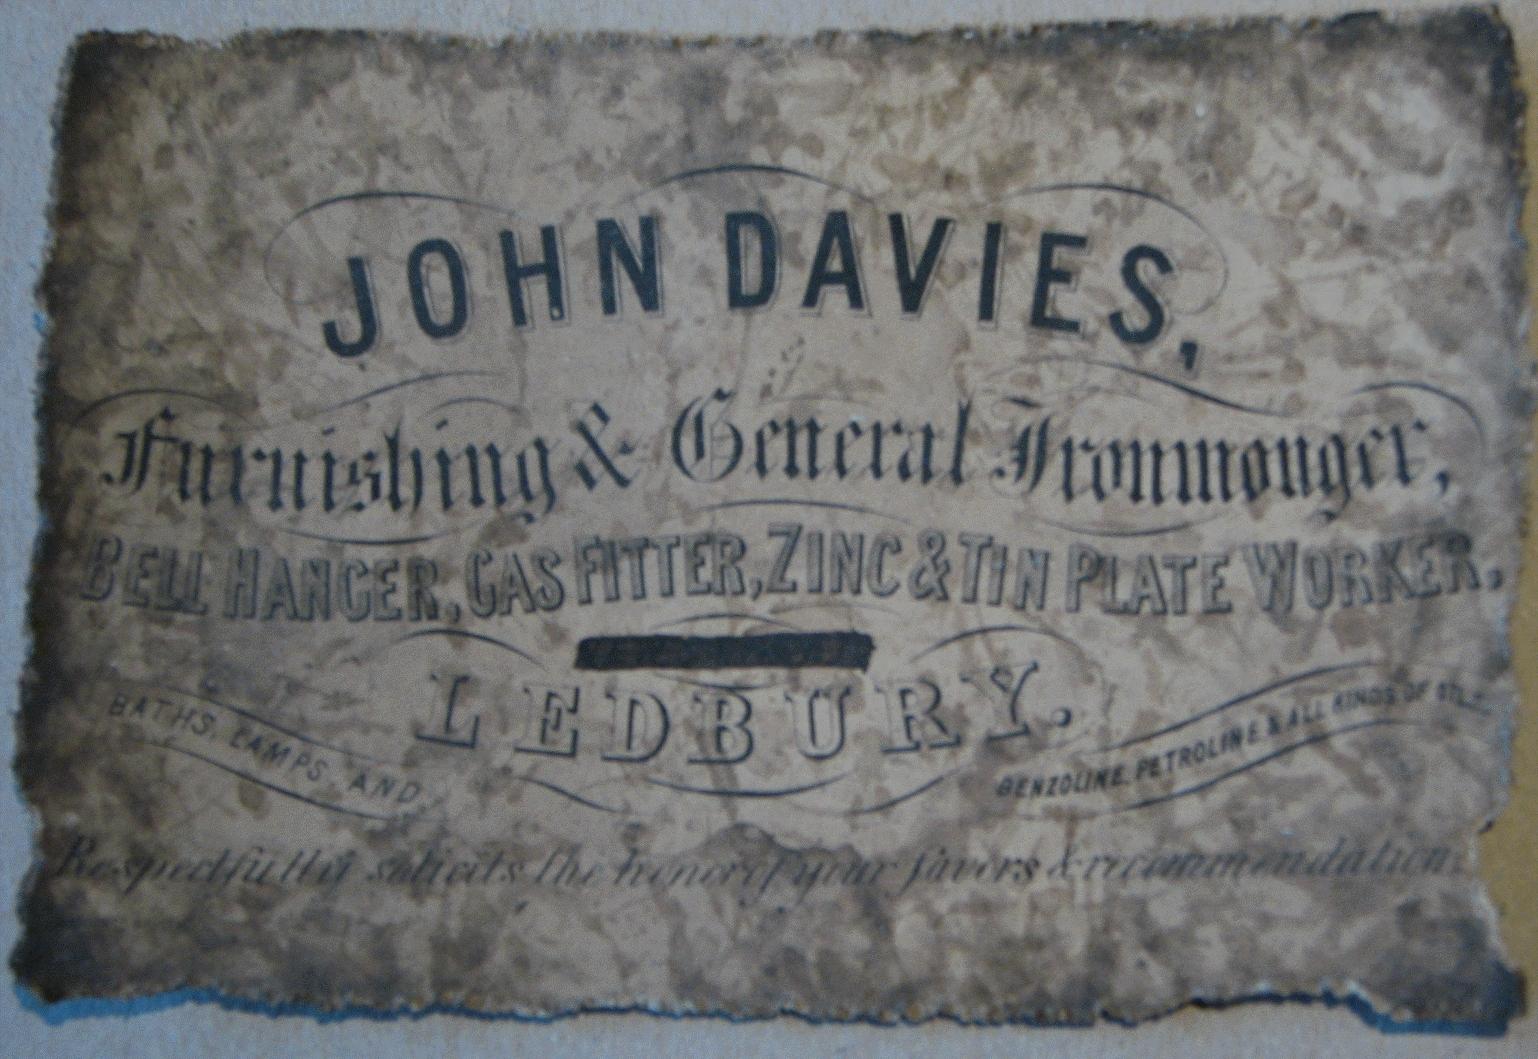 JOHN DAVIES,
Furnishing & General Ironmonger,
BELL HANGER, GAS FITTER, ZINC & TIN PLATE WORKER,
LEDBURY.
BATHS, LAMPS, AND
BENZOLINE, PETROLINE & ALL KINDS OF
Respectfully solicits the honor of your favors & recommendation.